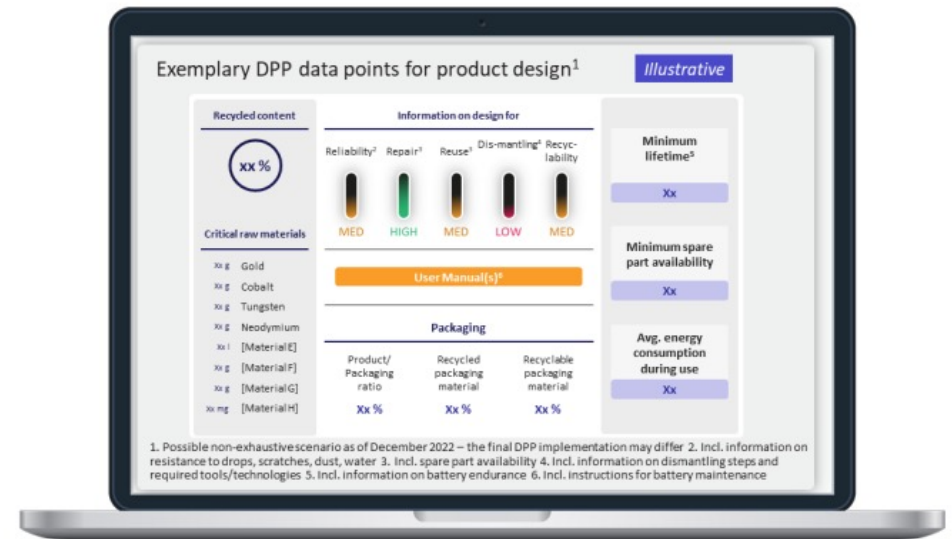 Exemplary DPP data points for product design¹
Illustrative
Recycled content
xx %
Critical raw materials
Xx g Gold
Xx g Cobalt
Xx g Tungsten
Xx g Neodymium
Xx l [Material E]
Xx g [Material F]
Xx g [Material G]
Xx mg [Material H]
Information on design for
Reliability²
Repair³
Reuse³
Dis-mantling⁴
Recyc-
lability
MED
HIGH
MED
LOW
MED
User Manual(s)⁶
Packaging
Product/
Packaging
ratio
Xx %
Recycled
packaging
material
Xx %
Recyclable
packaging
material
Xx %
Minimum
lifetime⁵
Xx
Minimum spare
part availability
Xx
Avg. energy
consumption
during use
Xx
1. Possible non-exhaustive scenario as of December 2022 – the final DPP implementation may differ 2. Incl. information on
resistance to drops, scratches, dust, water 3. Incl. spare part availability 4. Incl. information on dismantling steps and
required tools/technologies 5. Incl. information on battery endurance 6. Incl. instructions for battery maintenance